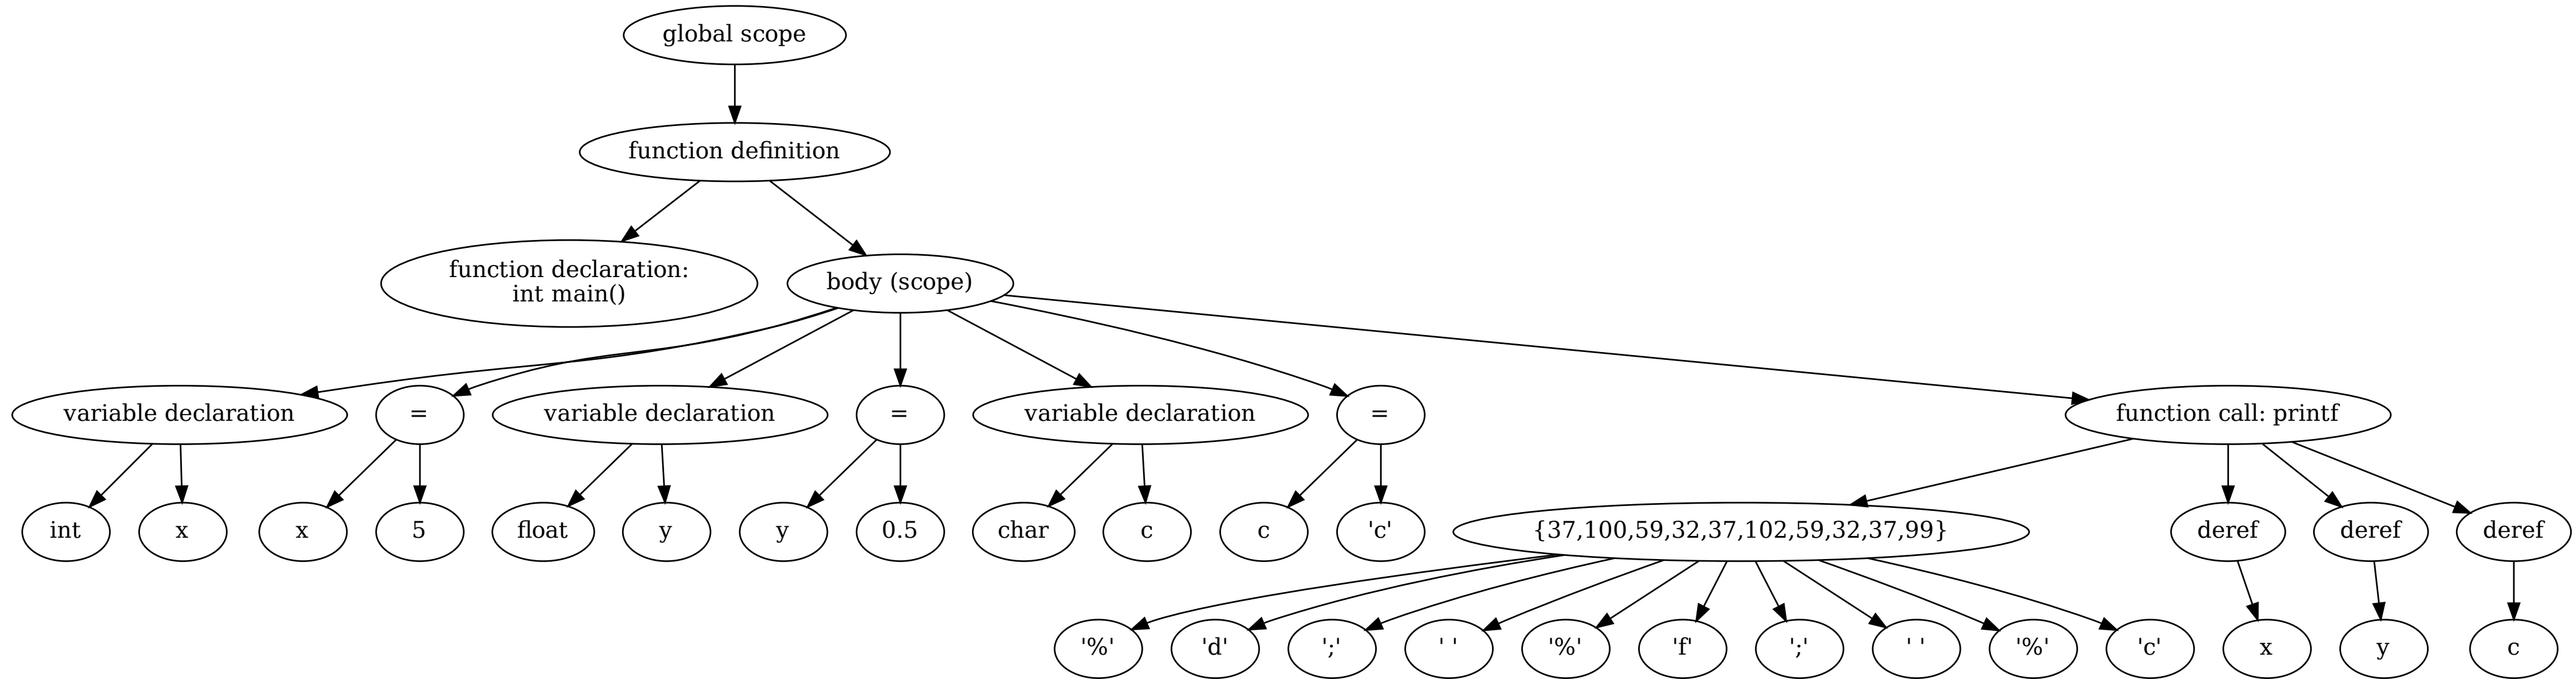 global scope
function definition
function declaration:
int main()
body (scope)
variable declaration
=
variable declaration
=
variable declaration
=
function call: printf
int
x
x
5
float
y
y
0.5
char
c
c
'c'
{37,100,59,32,37,102,59,32,37,99}
deref
deref
deref
'%'
'd'
';'
' '
'%'
'f'
';'
' '
'%'
'c'
x
y
c